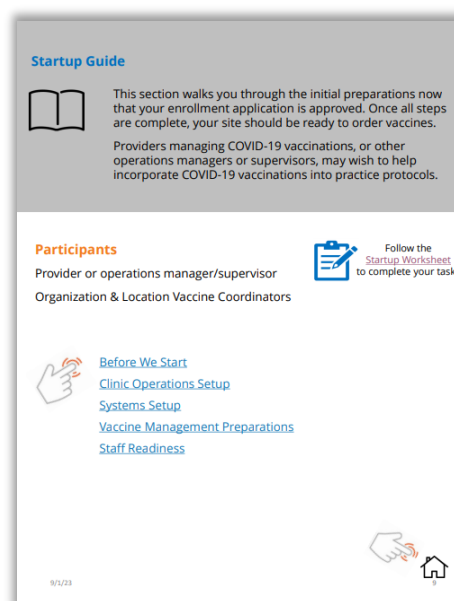 Startup Guide
This section walks you through the initial preparations now
that your enrollment application is approved. Once all steps
are complete, your site should be ready to order vaccines.
Providers managing COVID-19 vaccinations, or other
operations managers or supervisors, may wish to help
incorporate COVID-19 vaccinations into practice protocols.
Participants
Provider or operations manager/supervisor
Organization & Location Vaccine Coordinators
Follow the
Startup Worksheet
to complete your task
Before We Start
Clinic Operations Setup
Systems Setup
Vaccine Management Preparations
Staff Readiness
9/1/23
9